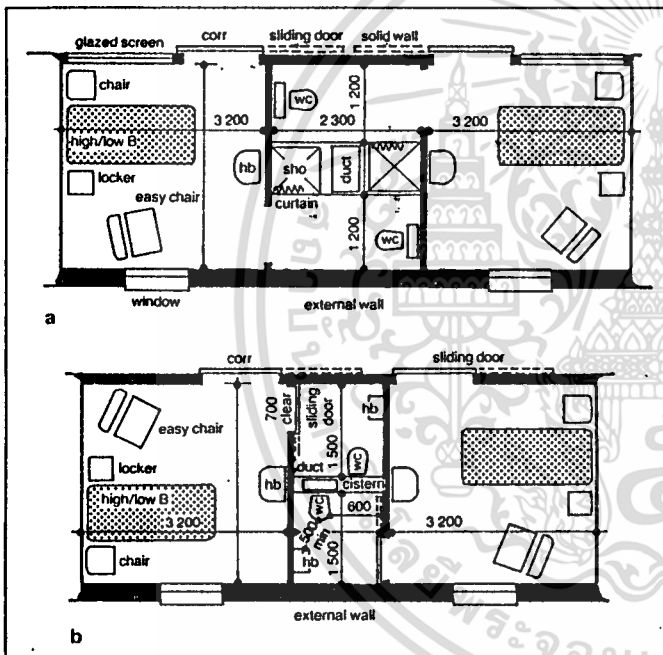 corr sliding door solid wall
glazed screen
chair
wc
1 200
3 200 2 300 3 200
high/low B
hb sho duct
locker
curtain
easy chair
1 200
wc
window external wall
a
corr sliding door
easy chair
700
clear
sliding
door
hb
locker
1 500
wc
duct
hb cistern
high/low B
wc
600
3 200 500 3 200
min
chair
hb
1 500
external wall
b